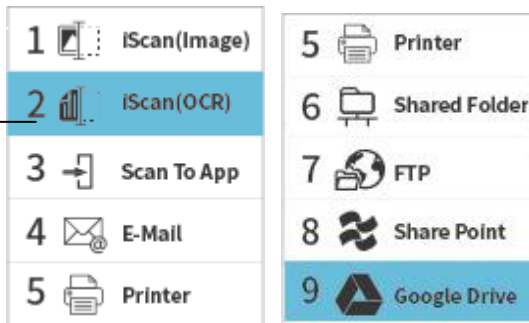 1 iScan(Image)
2 iScan(OCR)
3 Scan To App
4 E-Mail
5 Printer
5 Printer
6 Shared Folder
7 FTP
8 Share Point
9 Google Drive